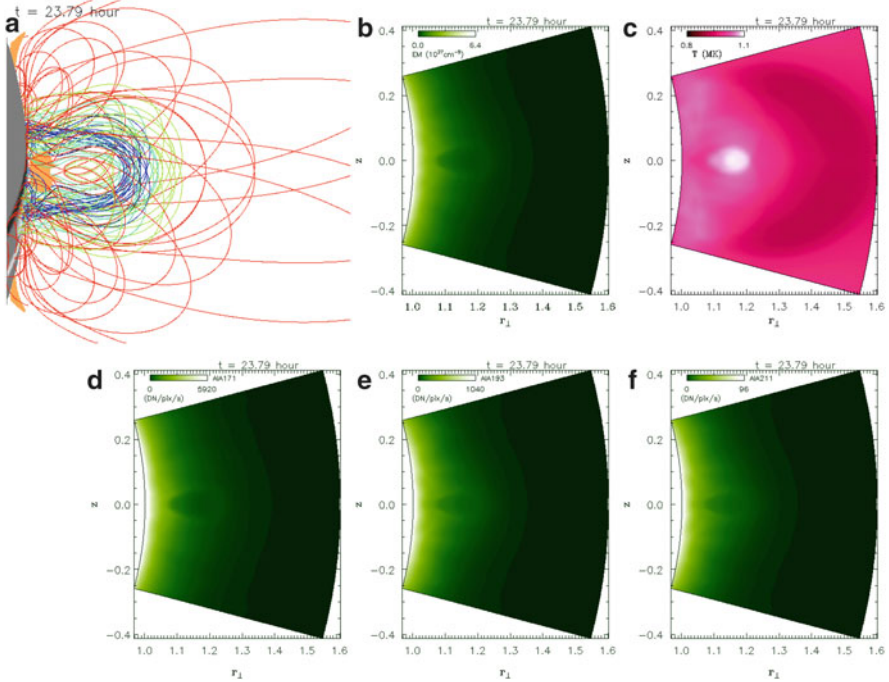 t = 23.79 hour
a
b
t = 23.79 hour
0.0 6.4
EM (10²⁷cm⁻⁵)
0.4
0.2
z
0.0
−0.2
−0.4
1.0 1.1 1.2 1.3 1.4 1.5 1.6
r⊥
c
t = 23.79 hour
0.8 1.1
T (MK)
0.4
0.2
z
0.0
−0.2
−0.4
1.0 1.1 1.2 1.3 1.4 1.5 1.6
r⊥
d
t = 23.79 hour
AIA171
0 5920
(DN/pix/s)
0.4
0.2
z
0.0
−0.2
−0.4
1.0 1.1 1.2 1.3 1.4 1.5 1.6
r⊥
e
t = 23.79 hour
AIA193
0 1040
(DN/pix/s)
0.4
0.2
z
0.0
−0.2
−0.4
1.0 1.1 1.2 1.3 1.4 1.5 1.6
r⊥
f
t = 23.79 hour
AIA211
0 96
(DN/pix/s)
0.4
0.2
z
0.0
−0.2
−0.4
1.0 1.1 1.2 1.3 1.4 1.5 1.6
r⊥